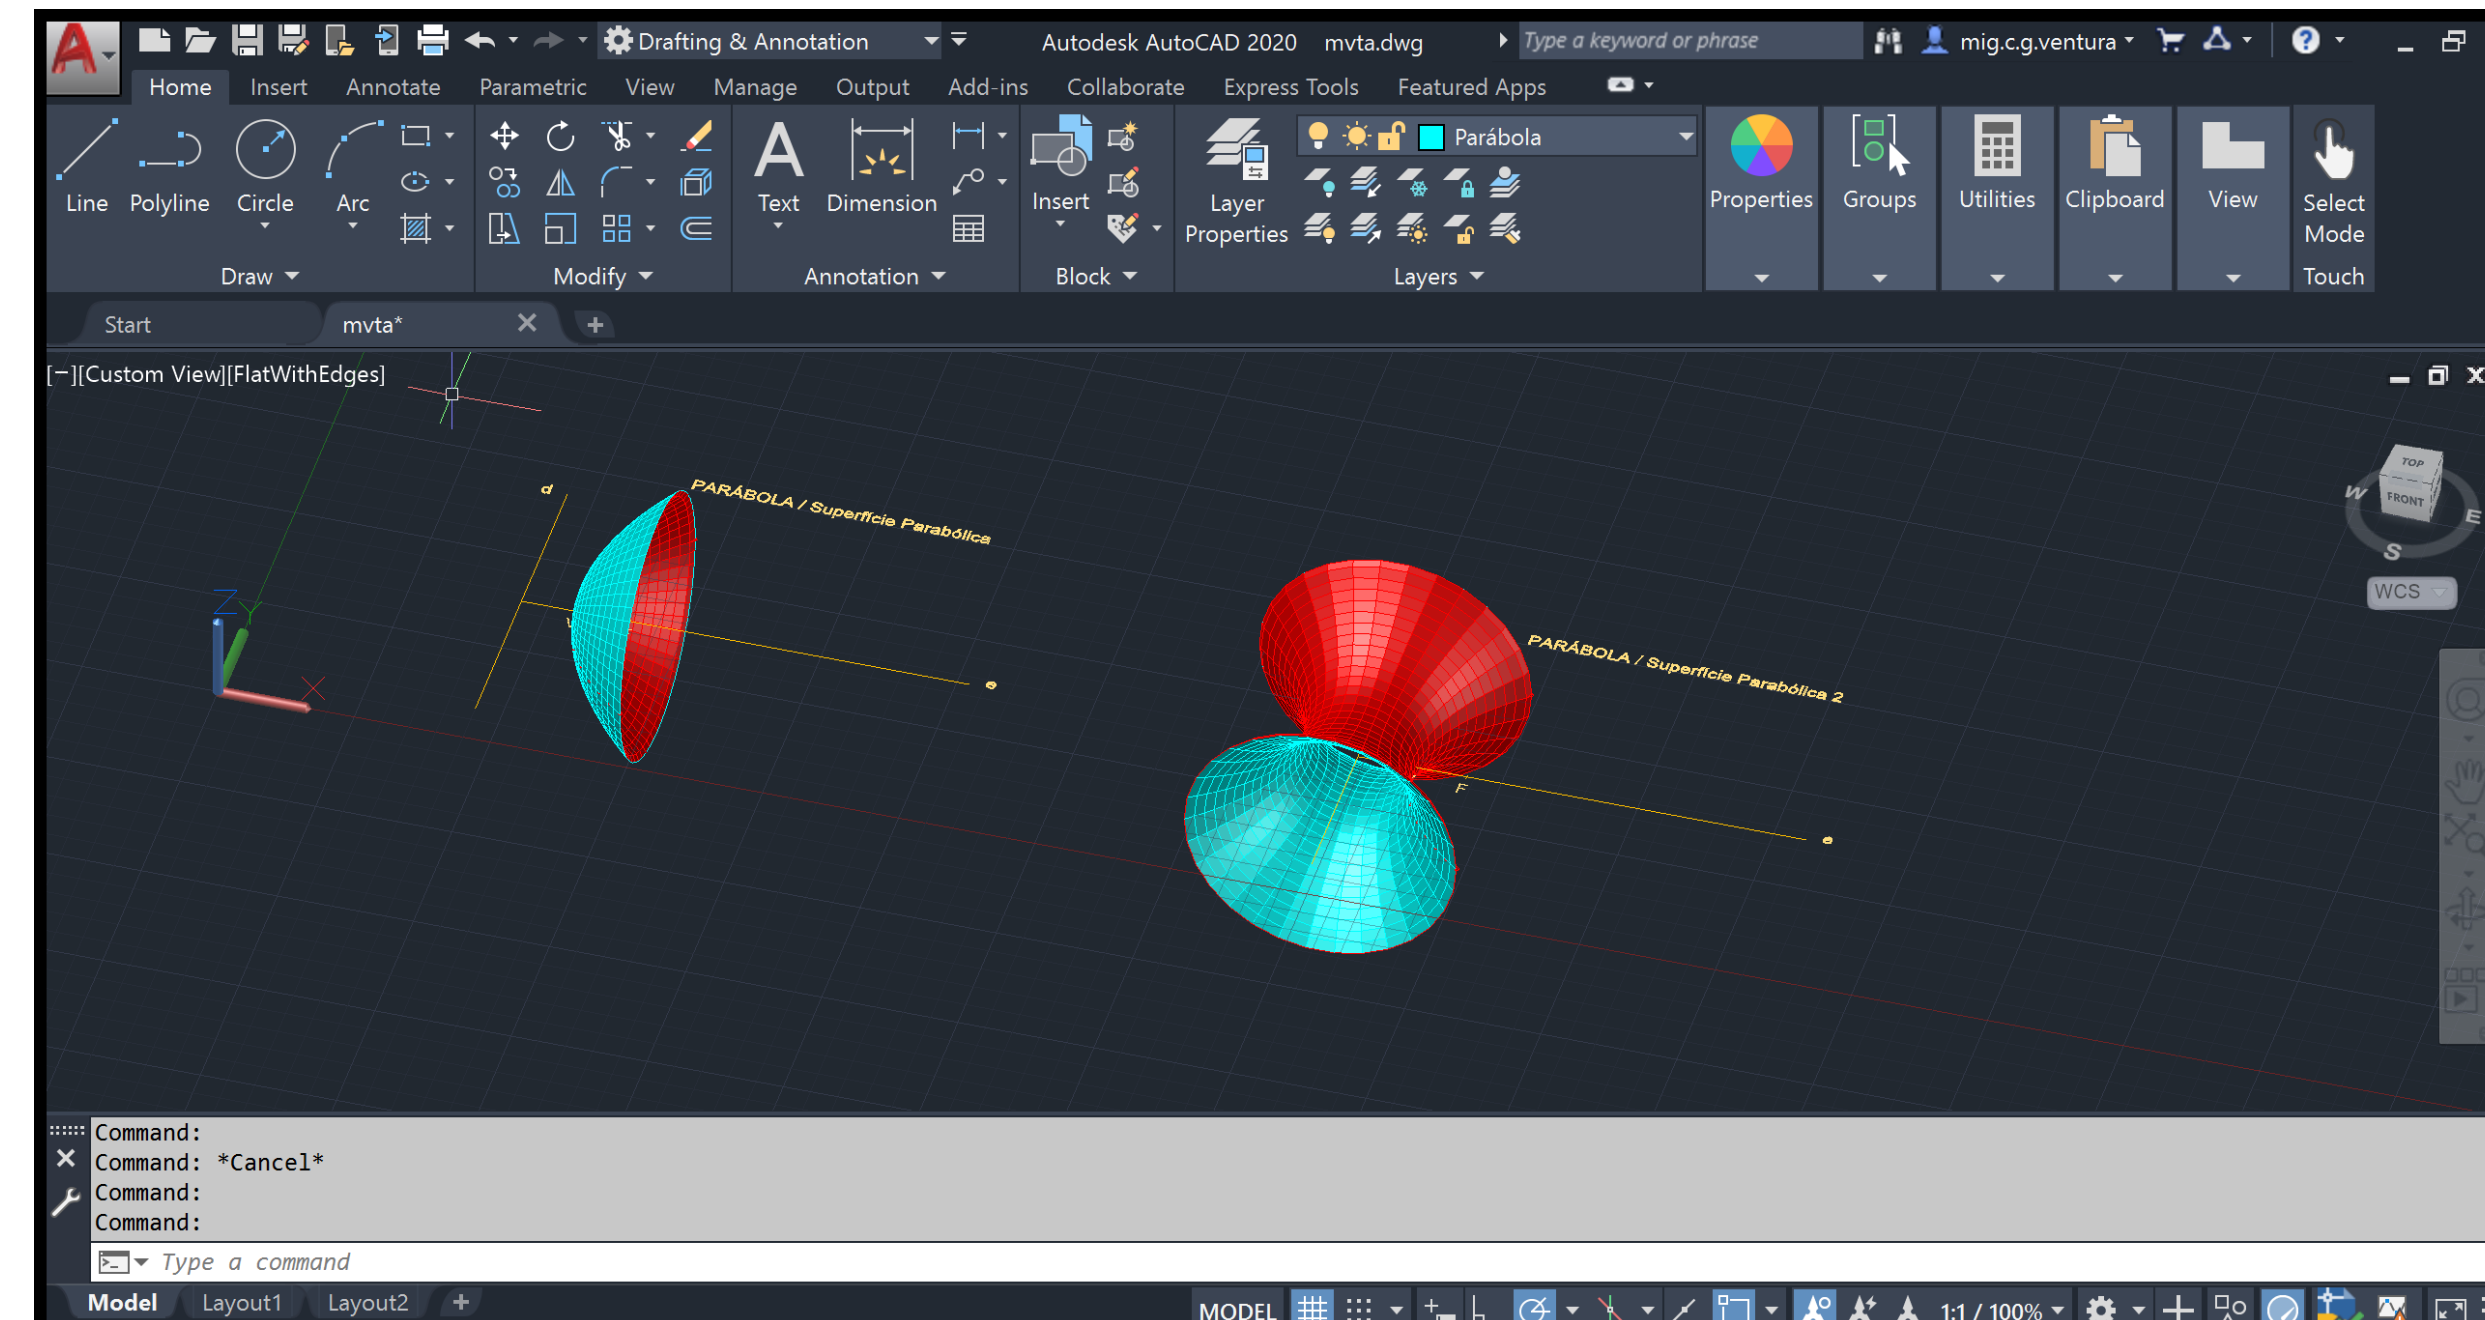 Drafting & Annotation
Autodesk AutoCAD 2020 mvta.dwg
Type a keyword or phrase
mig.c.g.ventura
Home Insert Annotate Parametric View Manage Output Add-ins Collaborate Express Tools Featured Apps
Parábola
Line Polyline Circle Arc
Text Dimension
Insert
Layer
Properties
Properties Groups Utilities Clipboard View
Select
Mode
Draw Modify Annotation Block Layers Touch
Start mvta*
[−][Custom View][FlatWithEdges]
TOP
FRONT
W
E
S
WCS
d
PARÁBOLA / Superfície Parabólica
e
Z
Y
X
PARÁBOLA / Superfície Parabólica 2
F
e
Command:
Command: *Cancel*
Command:
Command:
Type a command
Model Layout1 Layout2
MODEL
1:1 / 100%